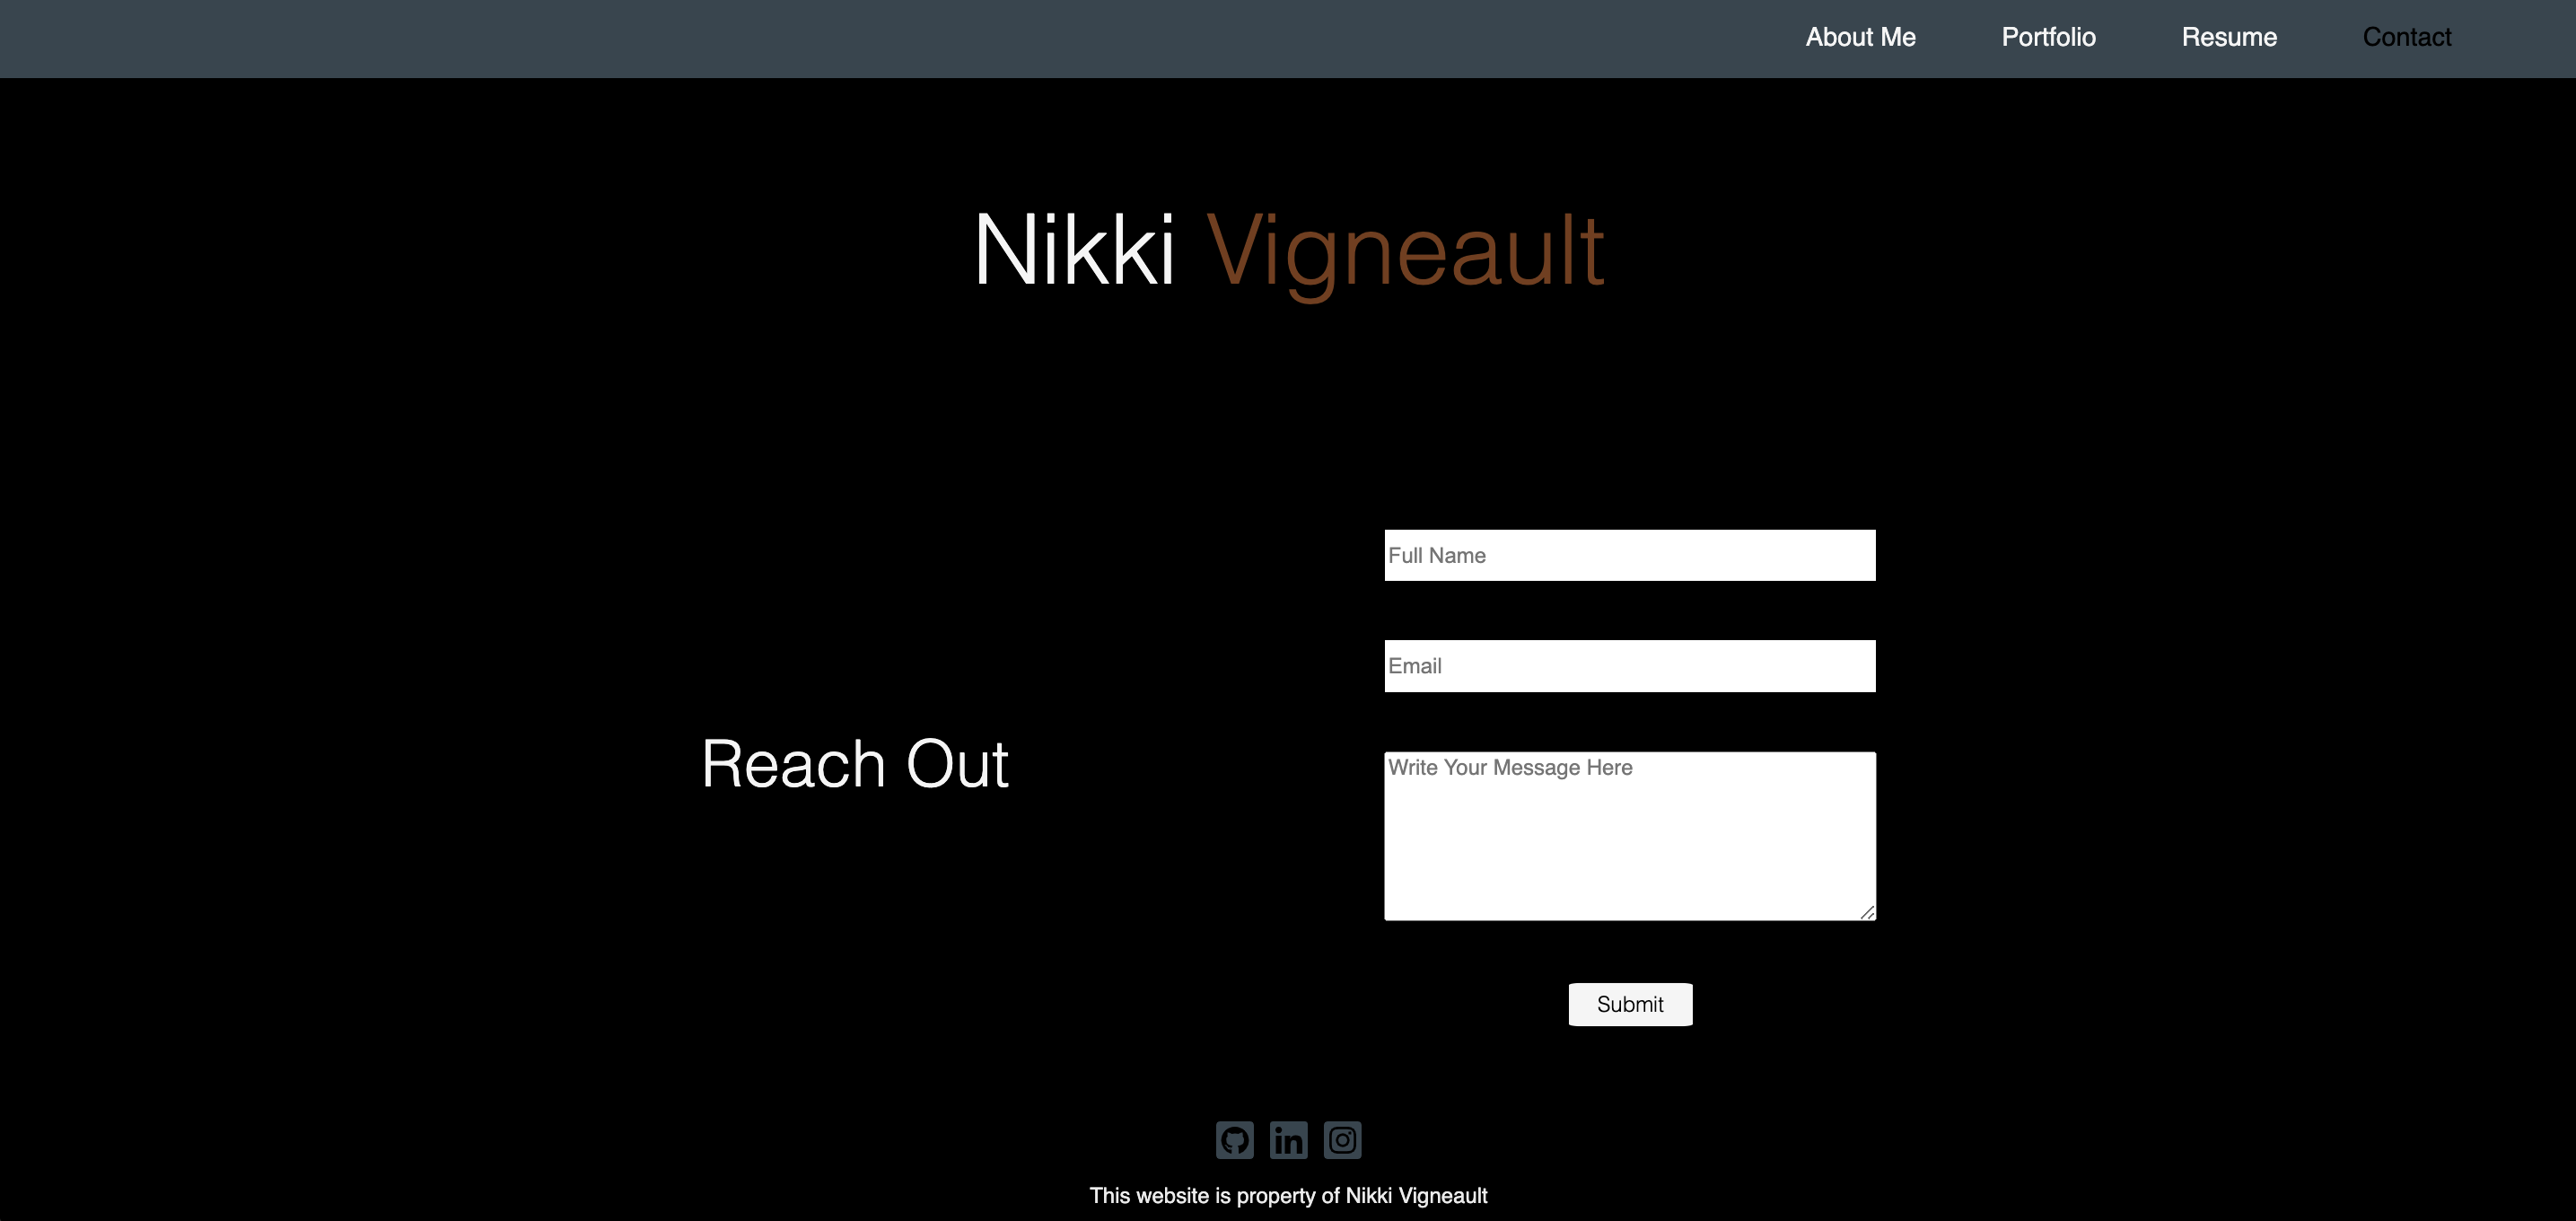 About Me Portfolio Resume Contact
Nikki Vigneault
Full Name
Email
Reach Out
Write Your Message Here
Submit
in
This website is property of Nikki Vigneault